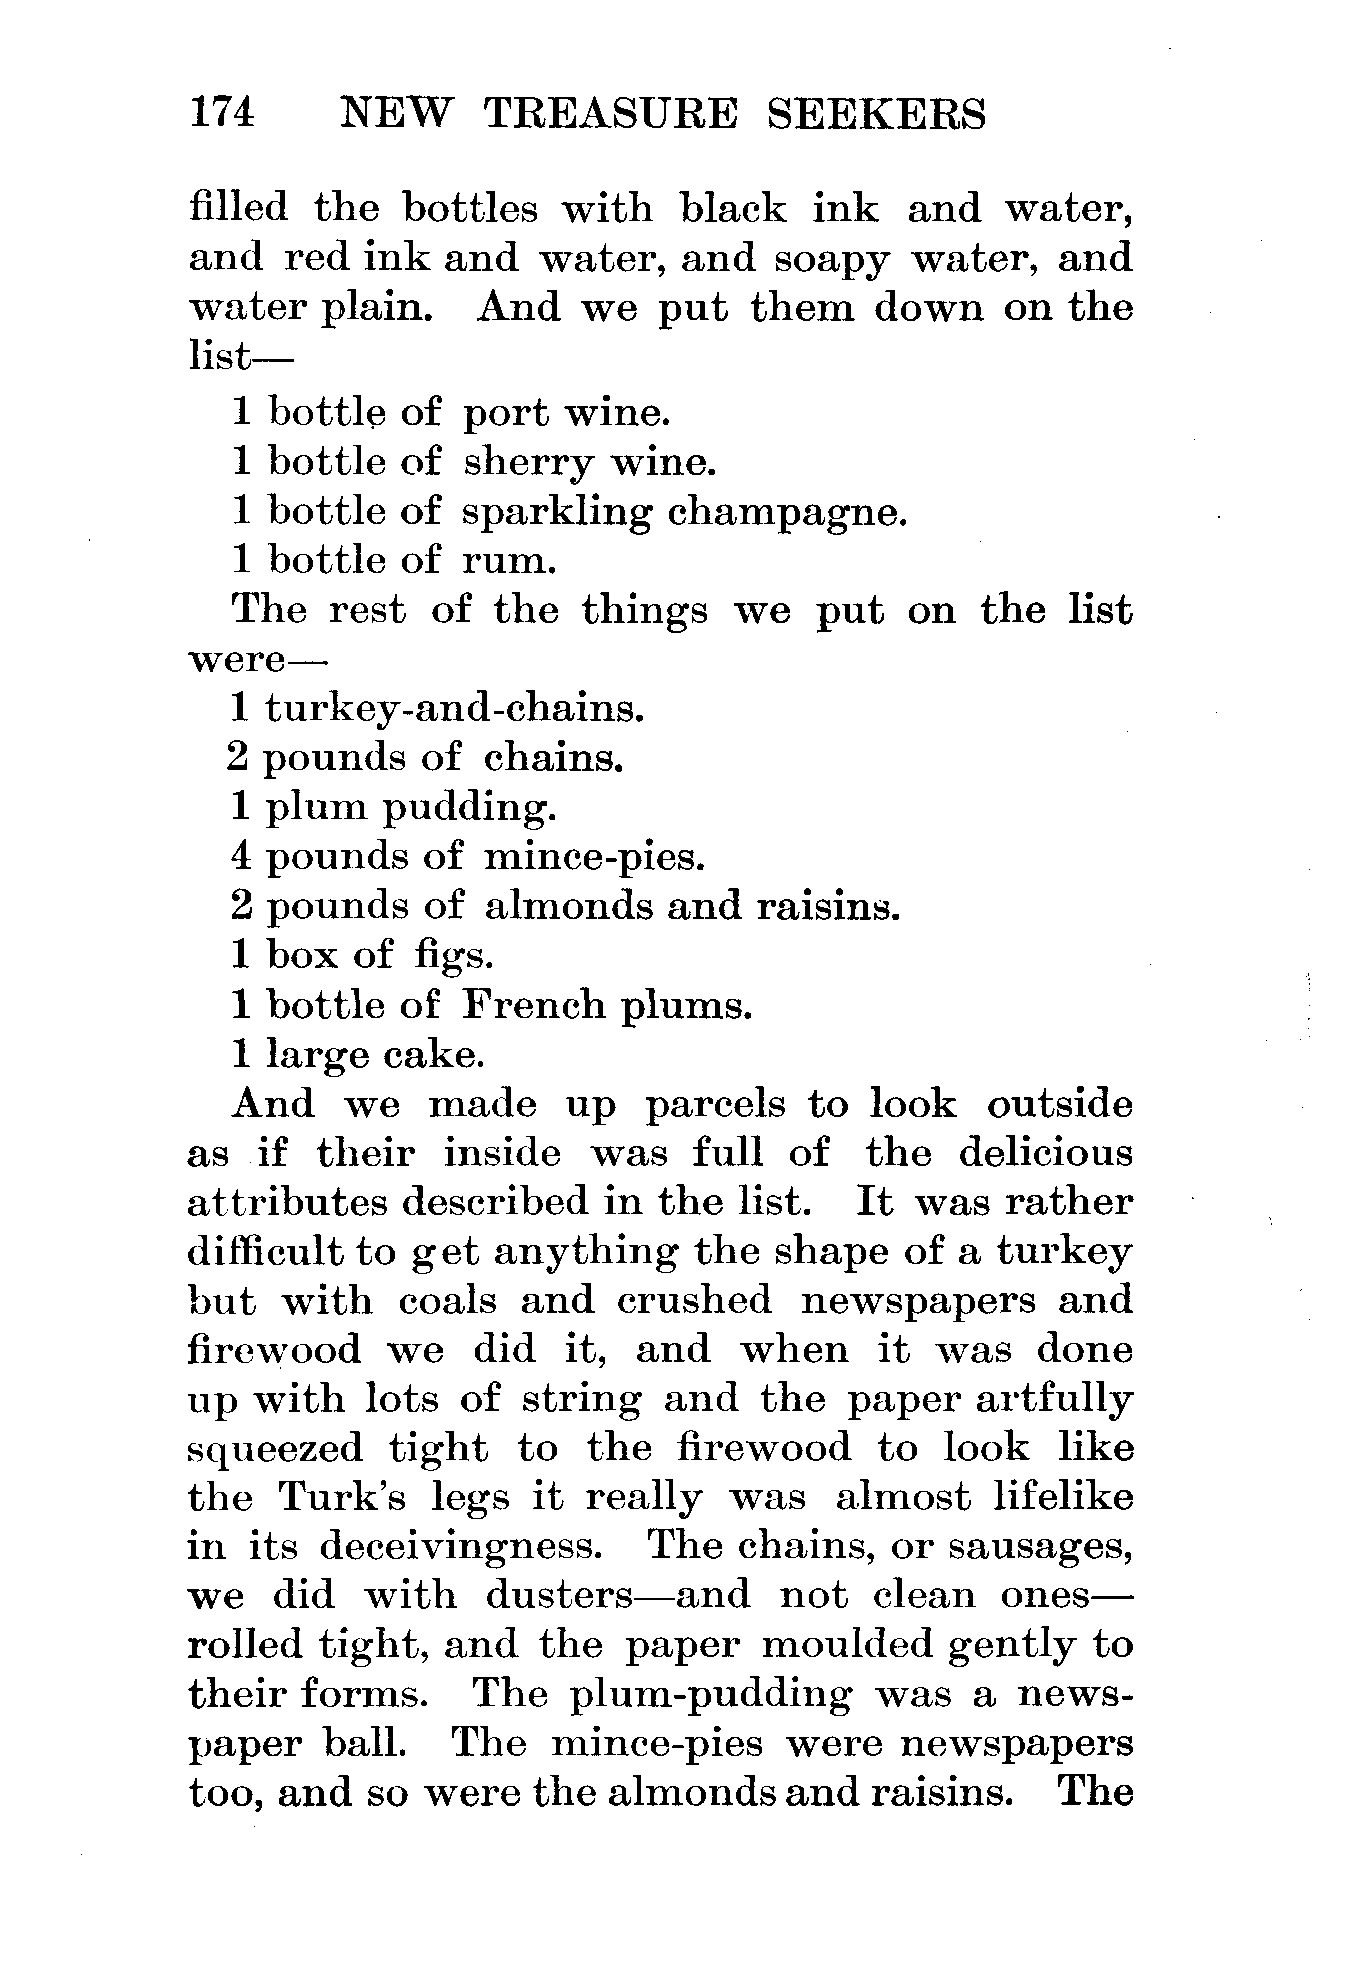 174 NEW TREASURE SEEKERS
filled the bottles with black ink and water,
and red ink and water, and soapy water, and
water plain. And we put them down on the
list—
1 bottle of port wine.
1 bottle of sherry wine.
1 bottle of sparkling champagne.
1 bottle of rum.
The rest of the things we put on the list
were—
1 turkey-and-chains.
2 pounds of chains.
1 plum pudding.
4 pounds of mince-pies.
2 pounds of almonds and raisins.
1 box of figs.
1 bottle of French plums.
1 large cake.
And we made up parcels to look outside
as if their inside was full of the delicious
attributes described in the list. It was rather
difficult to get anything the shape of a turkey
but with coals and crushed newspapers and
firewood we did it, and when it was done
up with lots of string and the paper artfully
squeezed tight to the firewood to look like
the Turk's legs it really was almost lifelike
in its deceivingness. The chains, or sausages,
we did with dusters—and not clean ones—
rolled tight, and the paper moulded gently to
their forms. The plum-pudding was a news-
paper ball. The mince-pies were newspapers
too, and so were the almonds and raisins. The